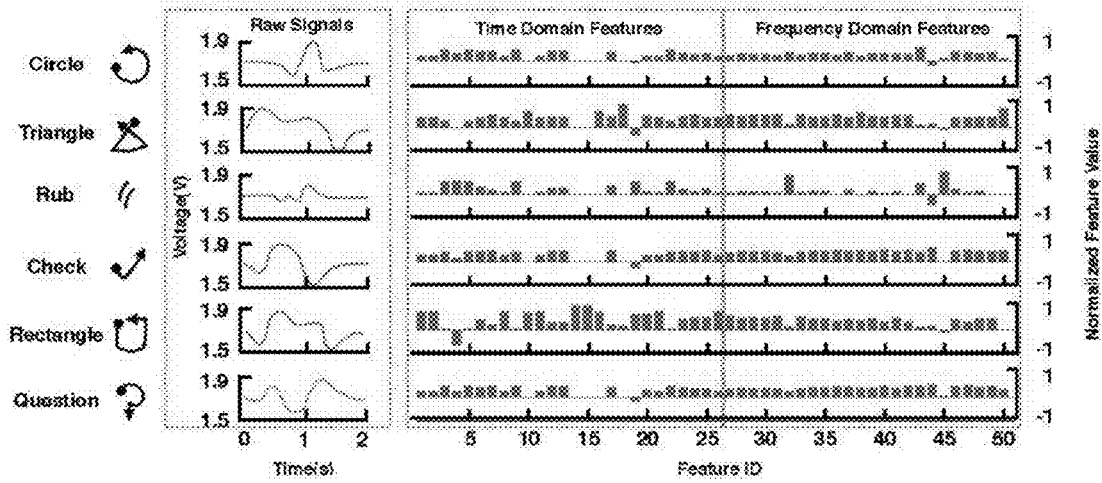 Raw Signals
Time Domain Features
Frequency Domain Features
Circle
1.9
1.5
1
-1
Triangle
1.9
1.5
1
-1
Rub
1.9
1.5
1
-1
Check
1.9
1.5
1
-1
Rectangle
1.9
1.5
1
-1
Question
1.9
1.5
1
-1
Voltage(V)
Normalized Feature Value
0 1 2
5 10 15 20 25 30 35 40 45 50
Time(s)
Feature ID